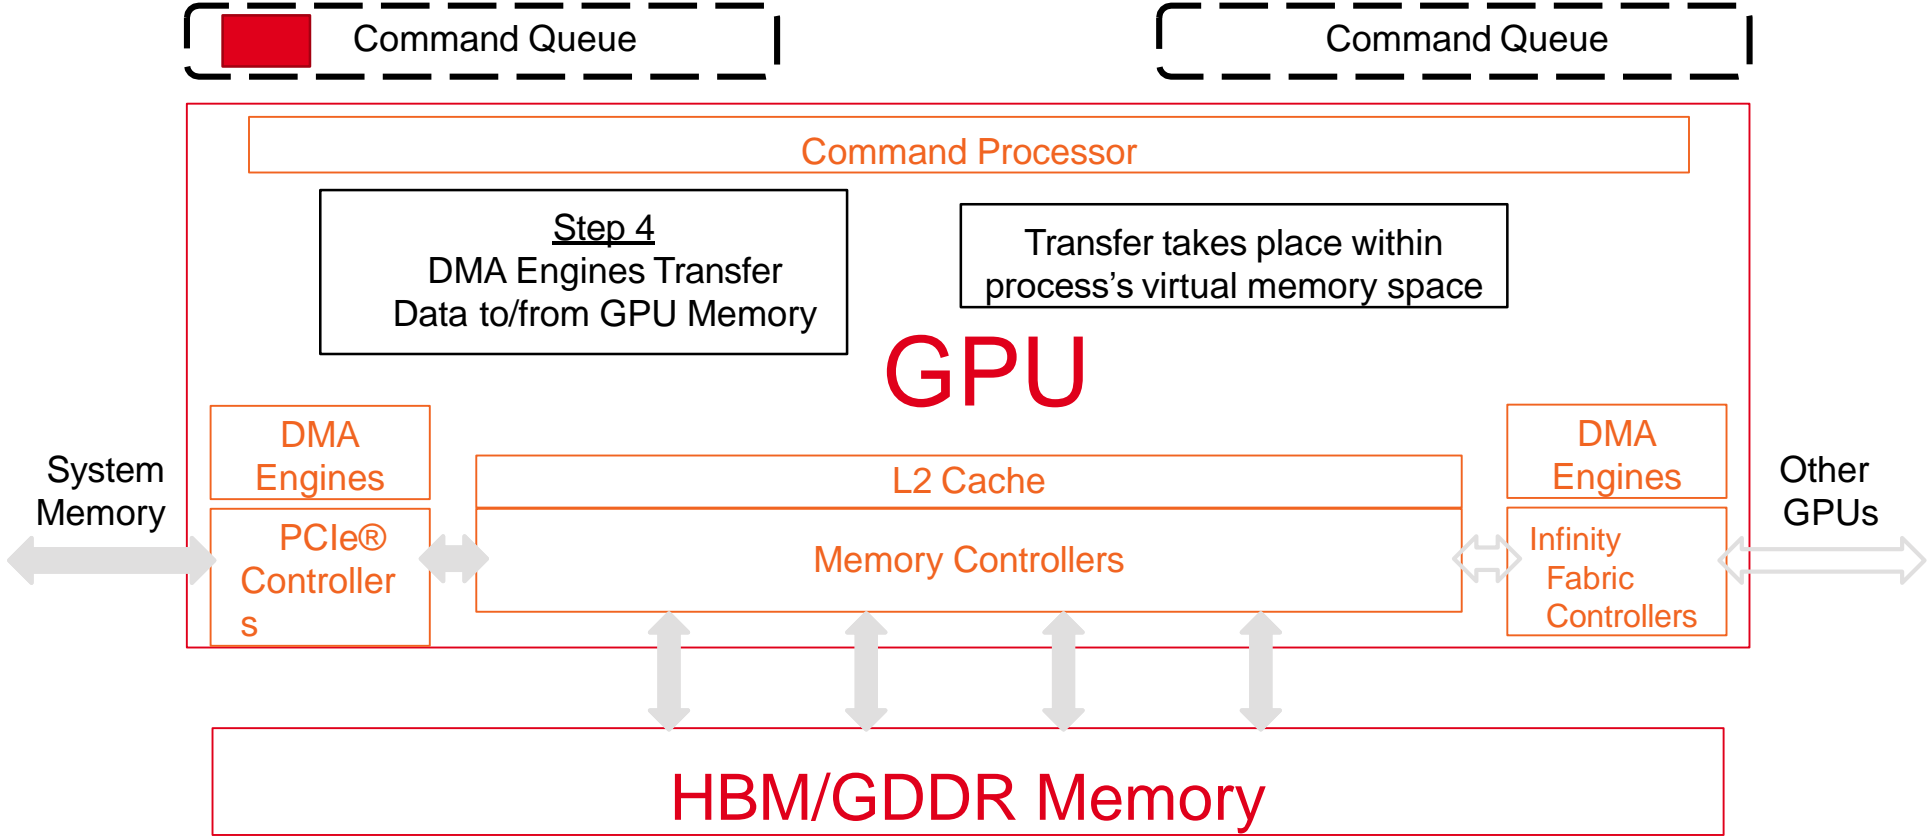 Command Queue
Command Queue
Command Processor
Step 4
DMA Engines Transfer
Data to/from GPU Memory
Transfer takes place within
process’s virtual memory space
GPU
DMA
Engines
DMA
Engines
System
Memory
L2 Cache
Other
GPUs
PCIe®
Controller
s
Memory Controllers
Infinity
Fabric
Controllers
HBM/GDDR Memory